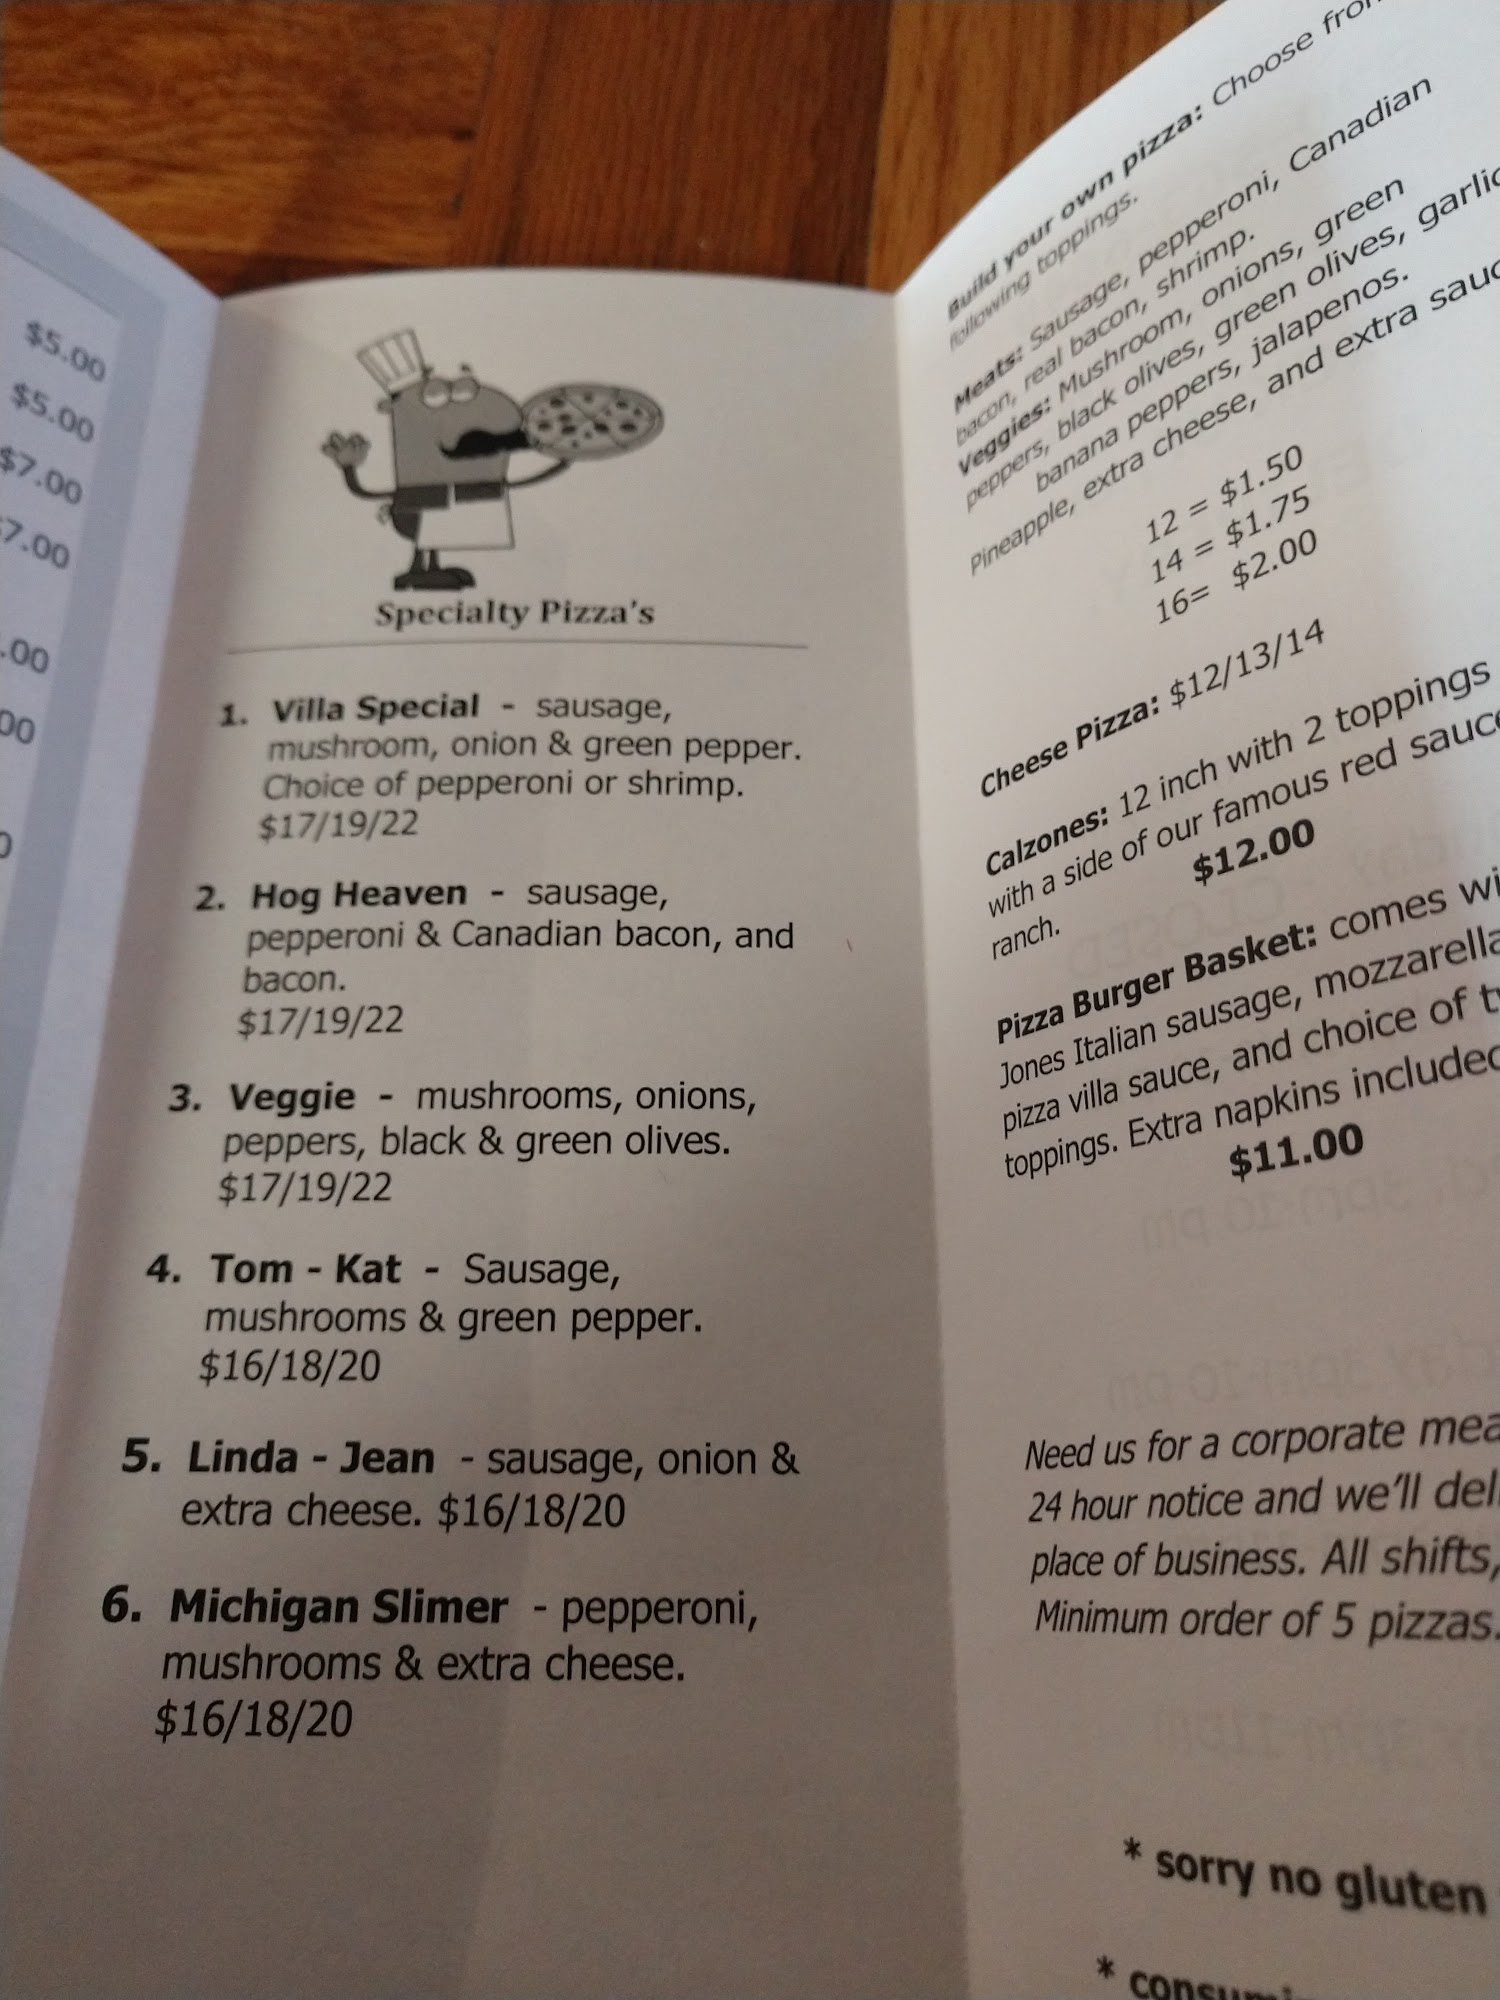 $5.00
$5.00
$7.00
7.00
.00
00
Specialty Pizza's
1. Villa Special - sausage,
mushroom, onion & green pepper.
Choice of pepperoni or shrimp.
$17/19/22
2. Hog Heaven - sausage,
pepperoni & Canadian bacon, and
bacon.
$17/19/22
3. Veggie - mushrooms, onions,
peppers, black & green olives.
$17/19/22
4. Tom - Kat - Sausage,
mushrooms & green pepper.
$16/18/20
5. Linda - Jean - sausage, onion &
extra cheese. $16/18/20
6. Michigan Slimer - pepperoni,
mushrooms & extra cheese.
$16/18/20
Build your own pizza: Choose
following toppings.
Meats: Sausage, pepperoni, Canadian
bacon, real bacon, shrimp.
Veggies: Mushroom, onions, green
peppers, black olives, green olives, garlic
banana peppers, jalapenos.
Pineapple, extra cheese, and extra
12 = $1.50
14 = $1.75
16= $2.00
Cheese Pizza: $12/13/14
Calzones: 12 inch with 2 toppings
with a side of our famous red sauce
ranch.
$12.00
Pizza Burger Basket: comes
Jones Italian sausage, mozzarella
pizza villa sauce, and choice of
toppings. Extra napkins included
$11.00
Need us for a corporate
24 hour notice and we'll
place of business. All shifts,
Minimum order of 5 pizzas.
* sorry no gluten
*